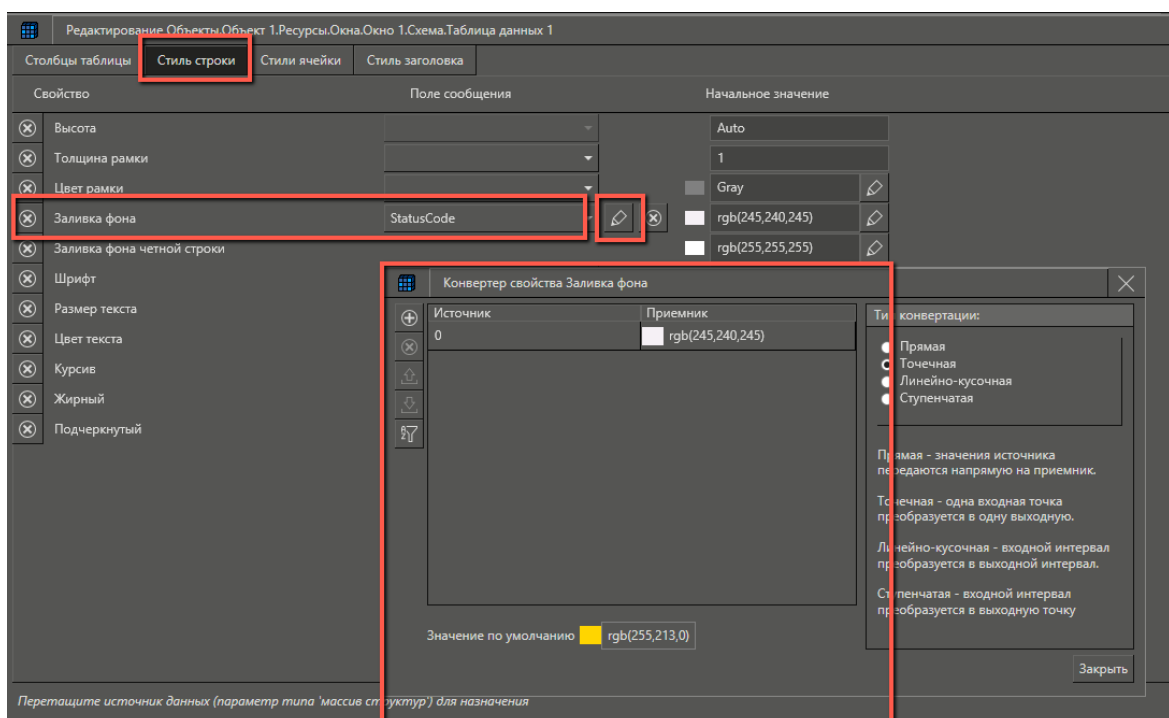 Редактирование Объекты.Объект 1.Ресурсы.Окна.Окно 1.Схема.Таблица данных 1
Столбцы таблицы Стиль строки Стили ячейки Стиль заголовка
Свойство Поле сообщения Начальное значение
Высота Auto
Толщина рамки 1
Цвет рамки Gray
Заливка фона StatusCode rgb(245,240,245)
Заливка фона четной строки rgb(255,255,255)
Шрифт
Размер текста
Цвет текста
Курсив
Жирный
Подчеркнутый
Конвертер свойства Заливка фона
Источник Приемник
0 rgb(245,240,245)
Значение по умолчанию rgb(255,213,0)
Тип конвертации:
Прямая
Точечная
Линейно-кусочная
Ступенчатая
Прямая - значения источника
передаются напрямую на приемник.
Точечная - одна входная точка
преобразуется в одну выходную.
Линейно-кусочная - входной интервал
преобразуется в выходной интервал.
Ступенчатая - входной интервал
преобразуется в выходную точку
Закрыть
Перетащите источник данных (параметр типа 'массив структур') для назначения